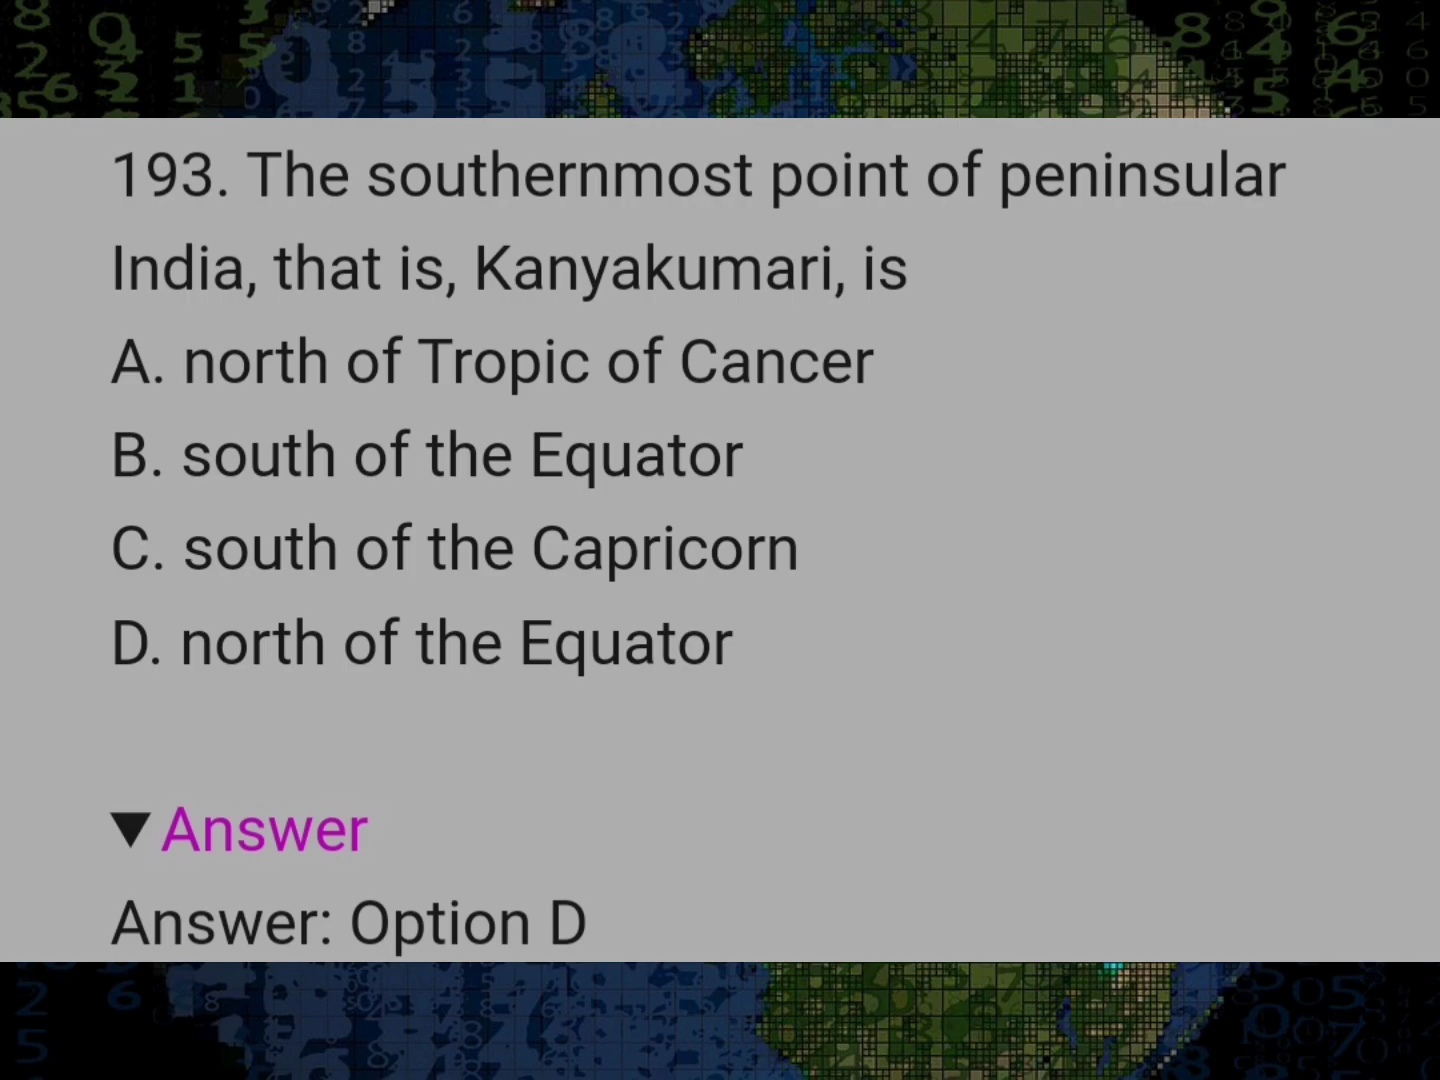 193. The southernmost point of peninsular
India, that is, Kanyakumari, is
A. north of Tropic of Cancer
B. south of the Equator
C. south of the Capricorn
D. north of the Equator
▼ Answer
Answer: Option D